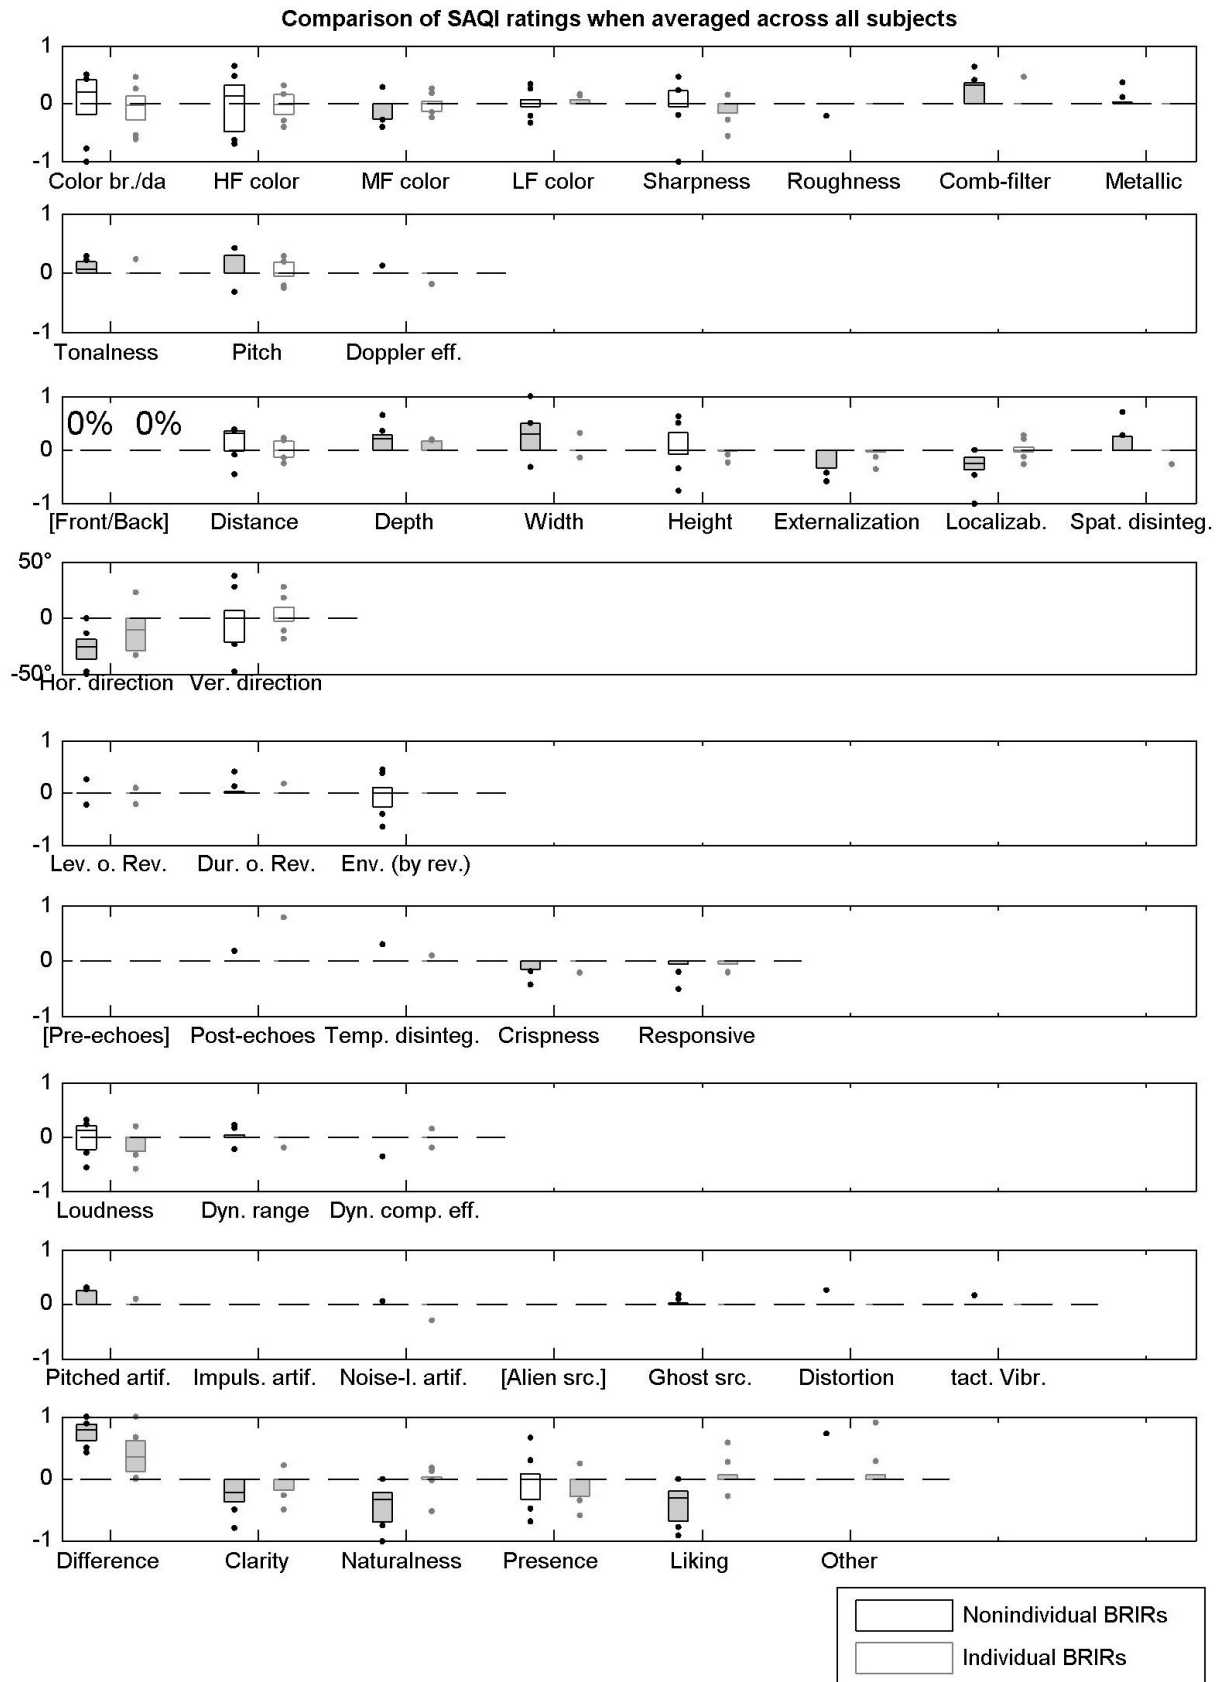 Comparison of SAQI ratings when averaged across all subjects
1
0
-1
Color br./da HF color MF color LF color Sharpness Roughness Comb-filter Metallic
1
0
-1
Tonalness Pitch Doppler eff.
1
0% 0%
0
-1
[Front/Back] Distance Depth Width Height Externalization Localizab. Spat. disinteg.
50°
0
-50°
Hor. direction Ver. direction
1
0
-1
Lev. o. Rev. Dur. o. Rev. Env. (by rev.)
1
0
-1
[Pre-echoes] Post-echoes Temp. disinteg. Crispness Responsive
1
0
-1
Loudness Dyn. range Dyn. comp. eff.
1
0
-1
Pitched artif. Impuls. artif. Noise-l. artif. [Alien src.] Ghost src. Distortion tact. Vibr.
1
0
-1
Difference Clarity Naturalness Presence Liking Other
Nonindividual BRIRs
Individual BRIRs